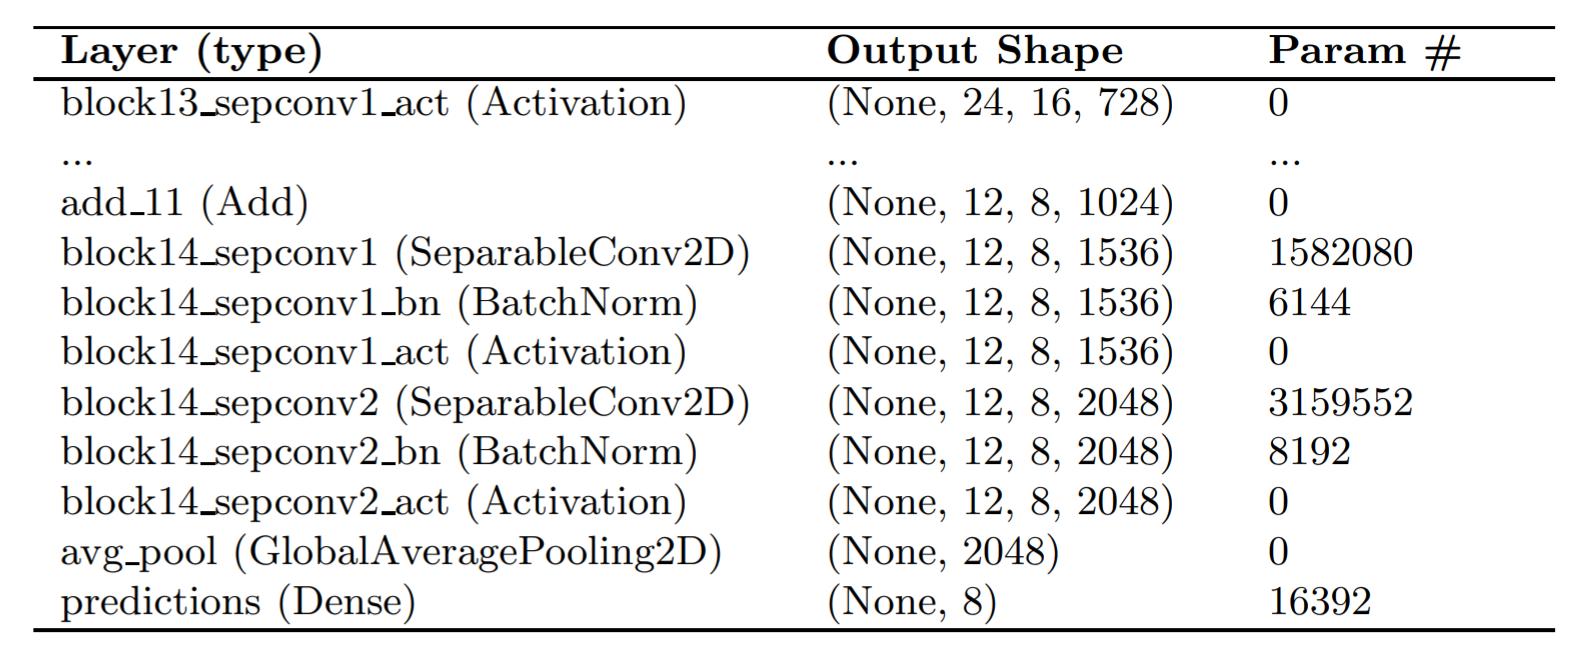 Layer (type) Output Shape Param #
block13_sepconv1_act (Activation) (None, 24, 16, 728) 0
... ... ...
add_11 (Add) (None, 12, 8, 1024) 0
block14_sepconv1 (SeparableConv2D) (None, 12, 8, 1536) 1582080
block14_sepconv1_bn (BatchNorm) (None, 12, 8, 1536) 6144
block14_sepconv1_act (Activation) (None, 12, 8, 1536) 0
block14_sepconv2 (SeparableConv2D) (None, 12, 8, 2048) 3159552
block14_sepconv2_bn (BatchNorm) (None, 12, 8, 2048) 8192
block14_sepconv2_act (Activation) (None, 12, 8, 2048) 0
avg_pool (GlobalAveragePooling2D) (None, 2048) 0
predictions (Dense) (None, 8) 16392